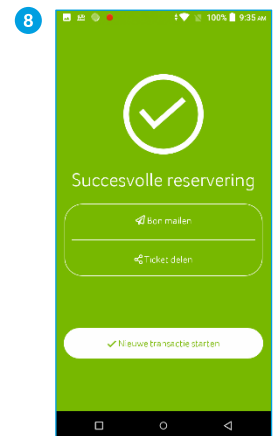 8
100% 9:35 AM
Succesvolle reservering
Bon mailen
Ticket delen
Nieuwe transactie starten